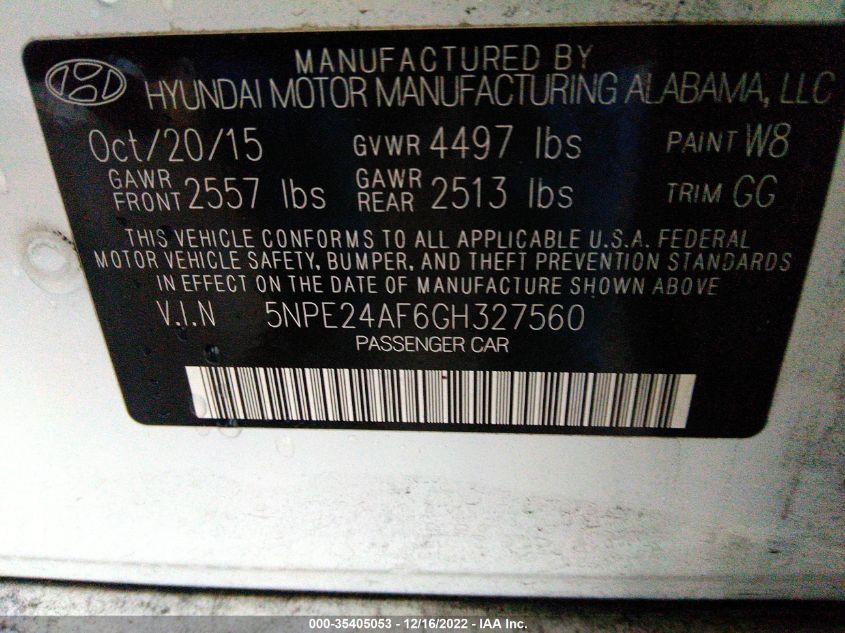 MANUFACTURED BY
HYUNDAI MOTOR MANUFACTURING ALABAMA, LLC
Oct/20/15 GVWR 4497 lbs PAINT W8
GAWR FRONT 2557 lbs GAWR REAR 2513 lbs TRIM GG
THIS VEHICLE CONFORMS TO ALL APPLICABLE U.S.A. FEDERAL
MOTOR VEHICLE SAFETY, BUMPER, AND THEFT PREVENTION STANDARDS
IN EFFECT ON THE DATE OF MANUFACTURE SHOWN ABOVE
V.I.N 5NPE24AF6GH327560
PASSENGER CAR
000-35405053 - 12/16/2022 - IAA Inc.